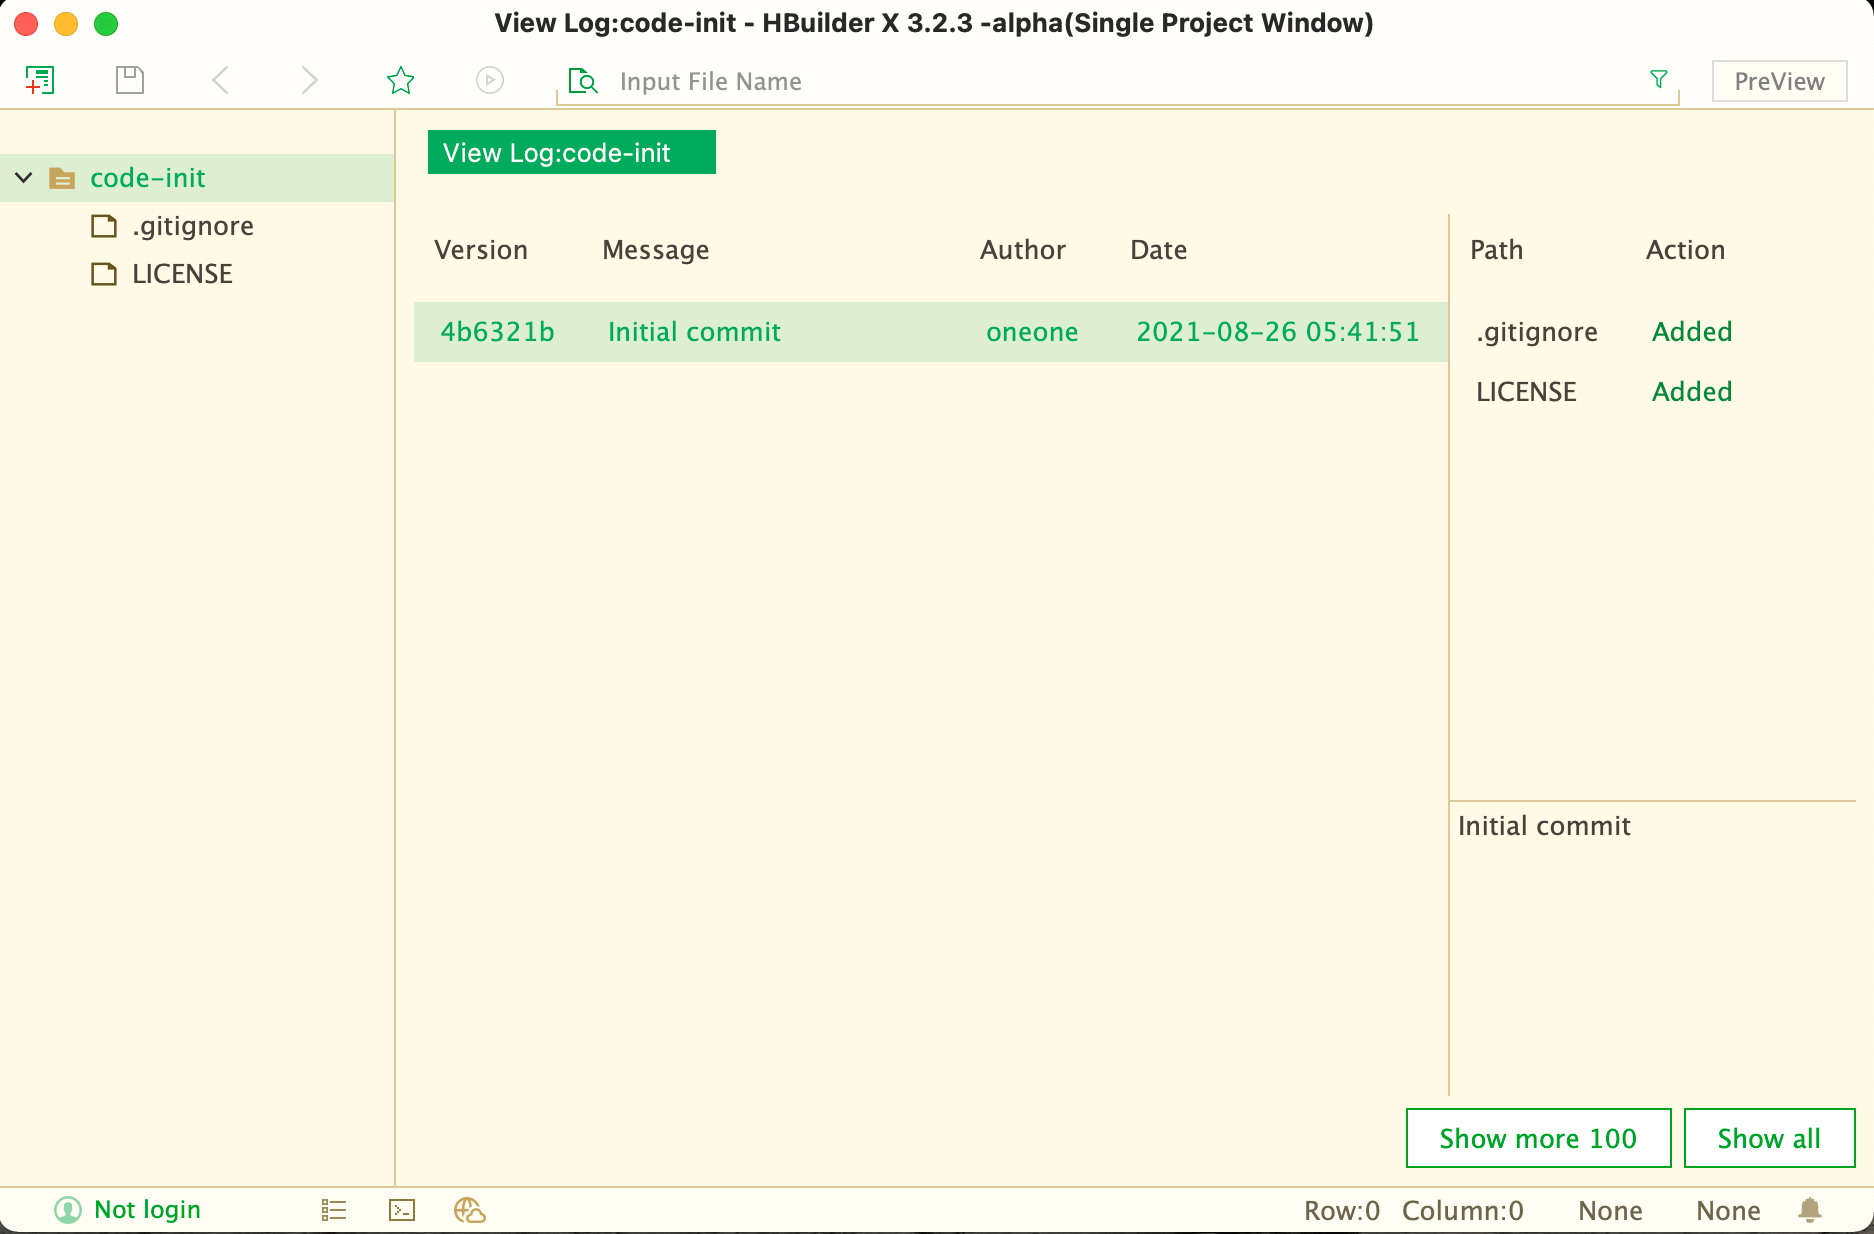 View Log:code-init - HBuilder X 3.2.3 -alpha(Single Project Window)
Input File Name
PreView
code-init
.gitignore
LICENSE
View Log:code-init
Version Message Author Date
4b6321b Initial commit oneone 2021-08-26 05:41:51
Path Action
.gitignore Added
LICENSE Added
Initial commit
Show more 100 Show all
Not login
Row:0 Column:0 None None